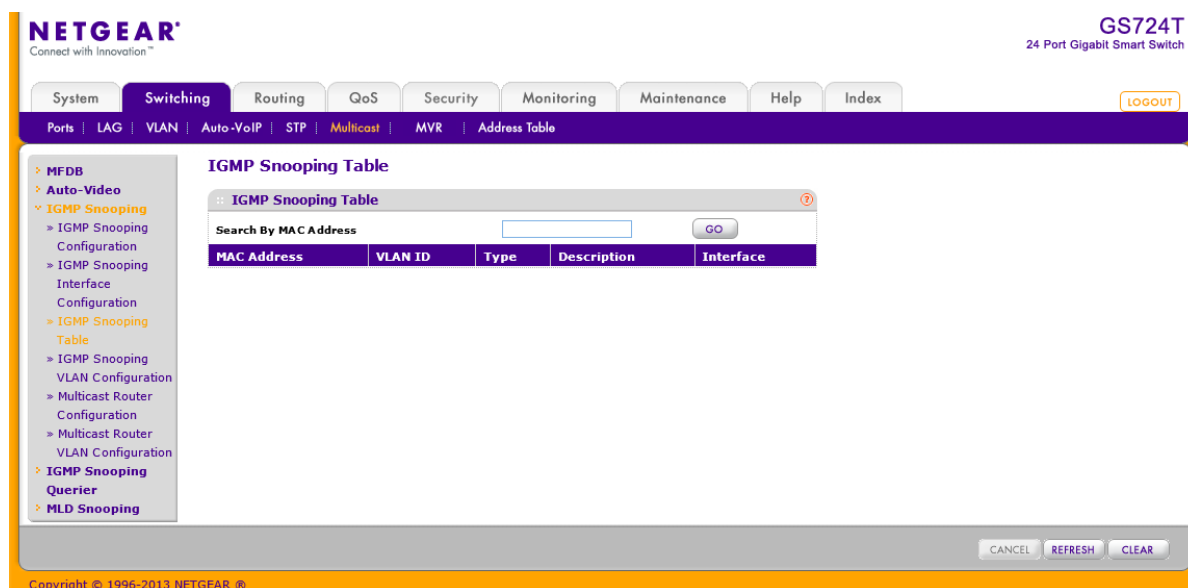 NETGEAR®
Connect with Innovation™
GS724T
24 Port Gigabit Smart Switch
System Switching Routing QoS Security Monitoring Maintenance Help Index
LOGOUT
Ports | LAG | VLAN | Auto-VoIP | STP | Multicast | MVR | Address Table
MFDB
Auto-Video
IGMP Snooping
» IGMP Snooping
Configuration
» IGMP Snooping
Interface
Configuration
» IGMP Snooping
Table
» IGMP Snooping
VLAN Configuration
» Multicast Router
Configuration
» Multicast Router
VLAN Configuration
IGMP Snooping
Querier
MLD Snooping
IGMP Snooping Table
IGMP Snooping Table ?
Search By MAC Address GO
MAC Address VLAN ID Type Description Interface
CANCEL REFRESH CLEAR
Copyright © 1996-2013 NETGEAR ®